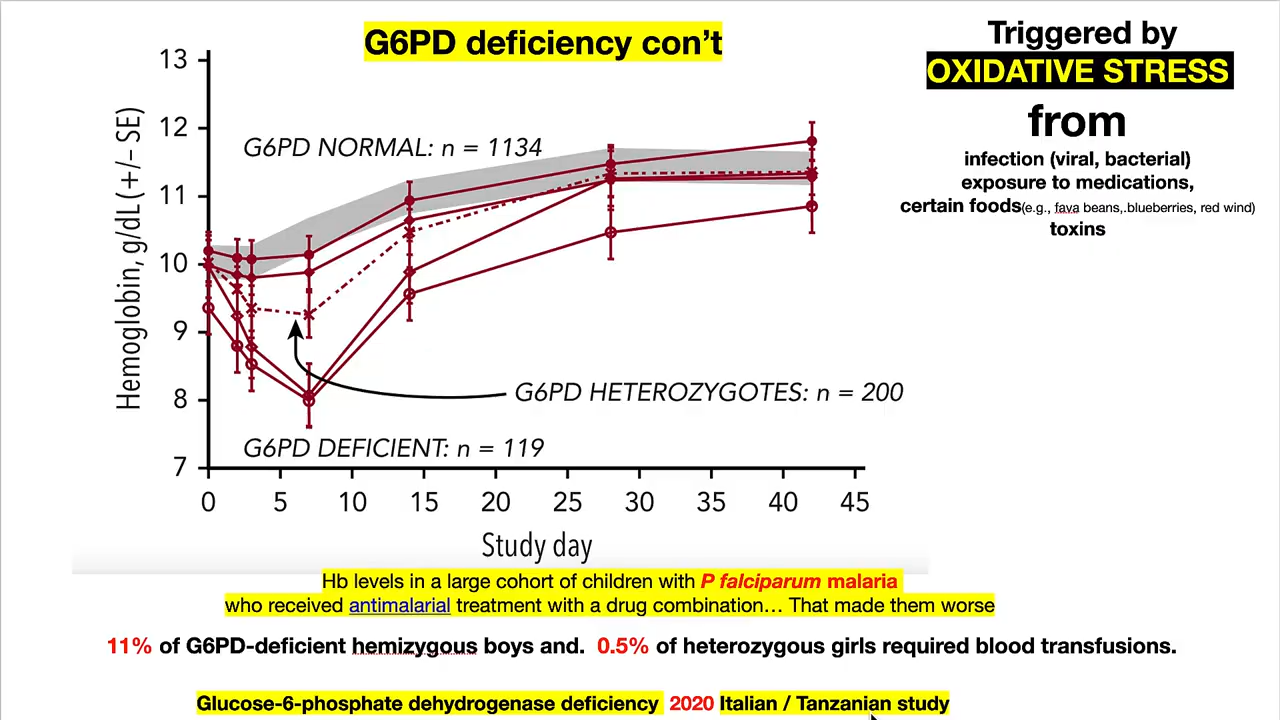 G6PD deficiency con't
Triggered by
OXIDATIVE STRESS
from
infection (viral, bacterial)
exposure to medications,
certain foods(e.g., fava beans,.blueberries, red wind)
toxins
Hemoglobin, g/dL (+/– SE)
13
12
11
10
9
8
7
G6PD NORMAL: n = 1134
G6PD HETEROZYGOTES: n = 200
G6PD DEFICIENT: n = 119
0 5 10 15 20 25 30 35 40 45
Study day
Hb levels in a large cohort of children with P falciparum malaria
who received antimalarial treatment with a drug combination… That made them worse
11% of G6PD-deficient hemizygous boys and. 0.5% of heterozygous girls required blood transfusions.
Glucose-6-phosphate dehydrogenase deficiency 2020 Italian / Tanzanian study